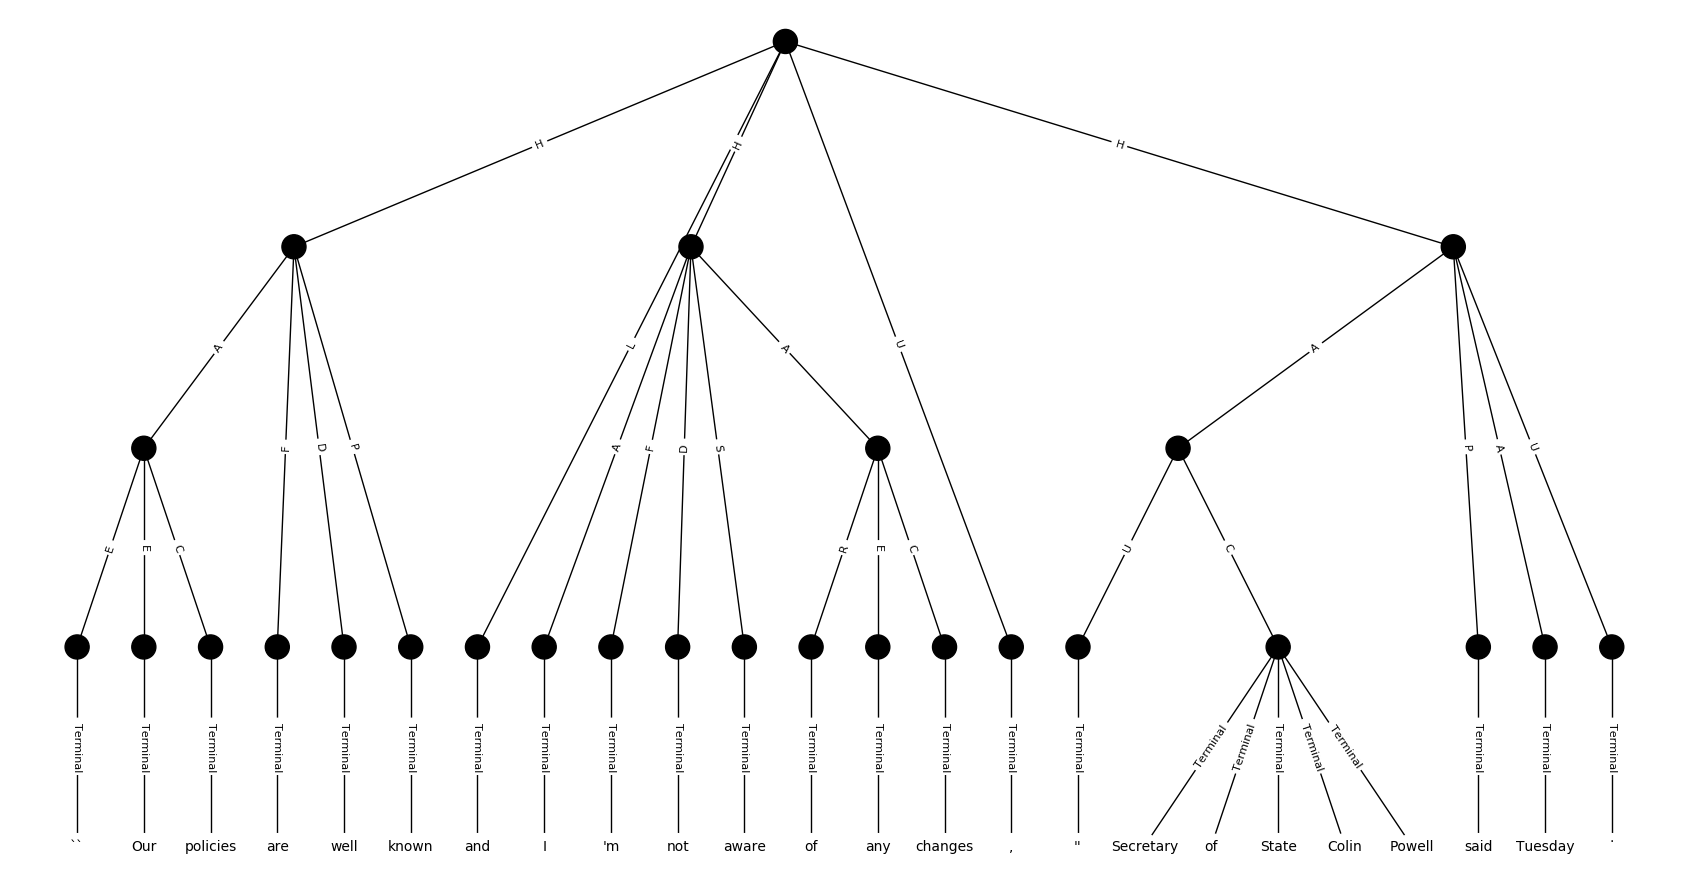 H H H
L A A U A
A F D P A F D S P A U
E E C R E C U C
Terminal Terminal Terminal Terminal Terminal Terminal Terminal Terminal Terminal Terminal Terminal Terminal Terminal Terminal Terminal Terminal Terminal Terminal Terminal Terminal Terminal Terminal Terminal Terminal
`` Our policies are well known and I 'm not aware of any changes , " Secretary of State Colin Powell said Tuesday .